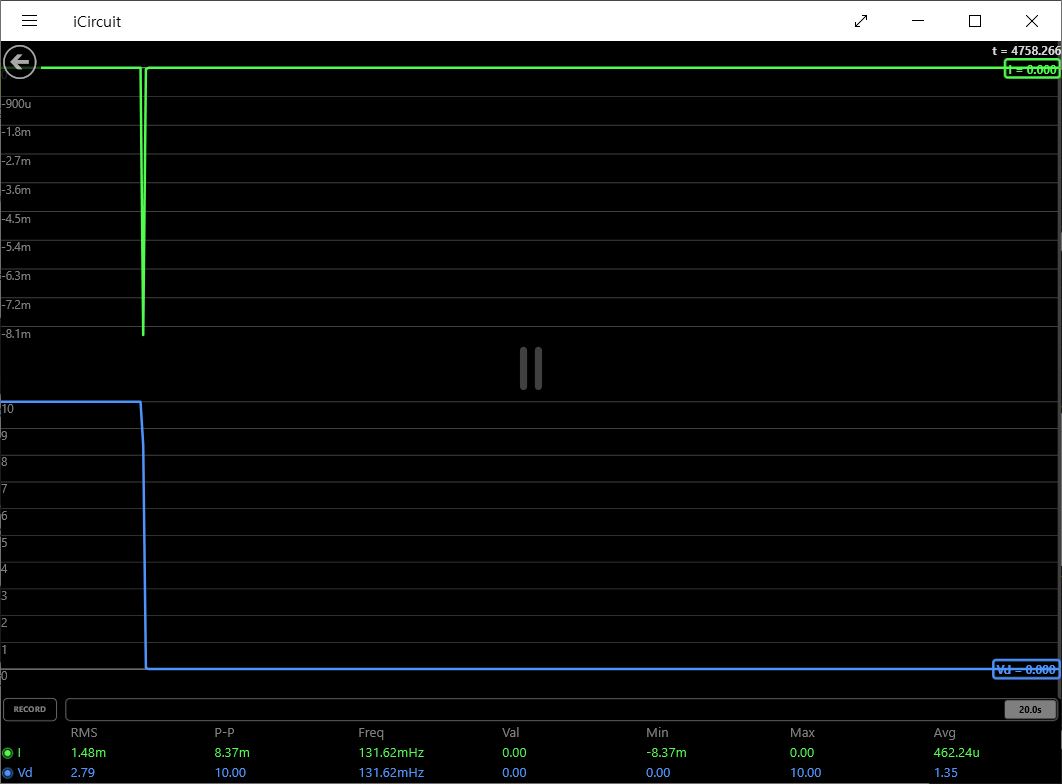 iCircuit
t = 4758.266
I = 0.000
-900u
-1.8m
-2.7m
-3.6m
-4.5m
-5.4m
-6.3m
-7.2m
-8.1m
10
9
8
7
6
5
4
3
2
1
0
Vd = 0.000
RECORD
20.0s
RMS P-P Freq Val Min Max Avg
I 1.48m 8.37m 131.62mHz 0.00 -8.37m 0.00 462.24u
Vd 2.79 10.00 131.62mHz 0.00 0.00 10.00 1.35